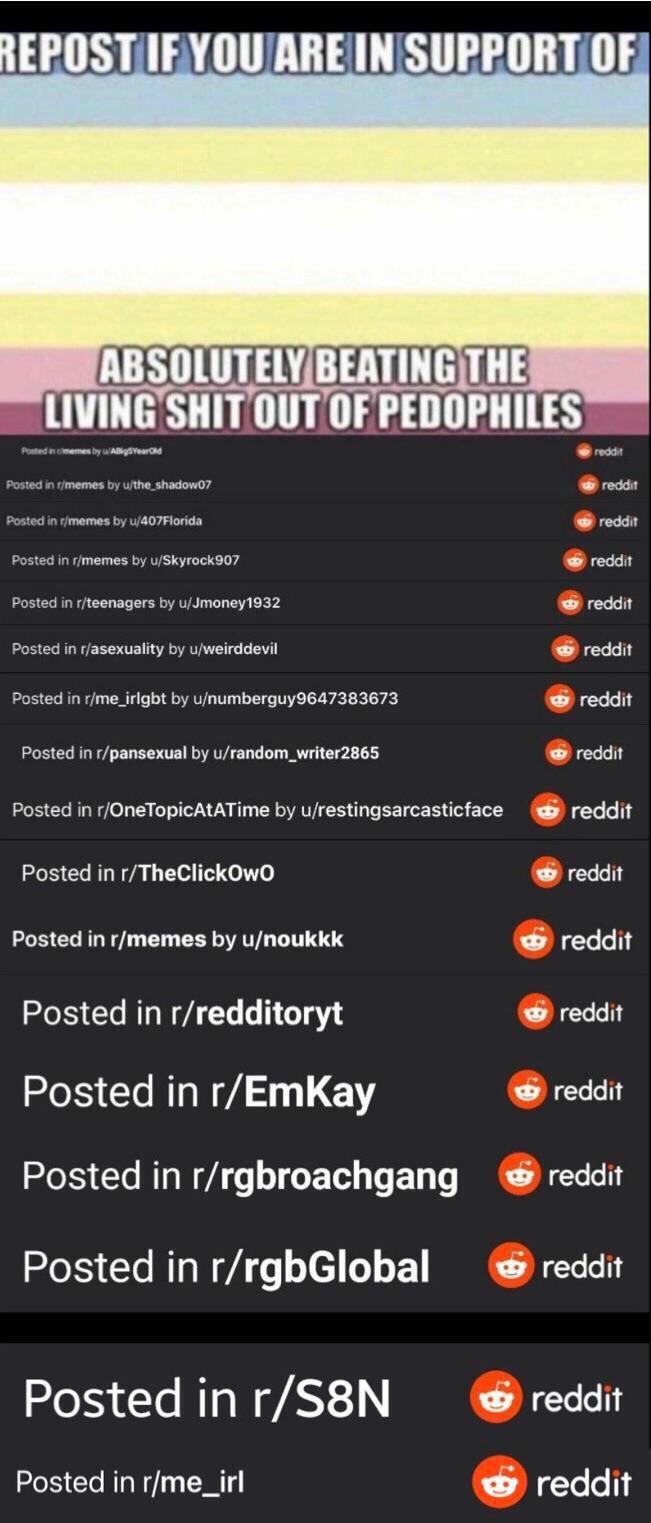 REPOST IF YOU ARE IN SUPPORT OF
ABSOLUTELY BEATING THE
LIVING SHIT OUT OF PEDOPHILES
Posted in r/memes by u/ABig5YearOld reddit
Posted in r/memes by u/the_shadow07 reddit
Posted in r/memes by u/407Florida reddit
Posted in r/memes by u/Skyrock907 reddit
Posted in r/teenagers by u/Jmoney1932 reddit
Posted in r/asexuality by u/weirddevil reddit
Posted in r/me_irlgbt by u/numberguy9647383673 reddit
Posted in r/pansexual by u/random_writer2865 reddit
Posted in r/OneTopicAtATime by u/restingsarcasticface reddit
Posted in r/TheClickOwO reddit
Posted in r/memes by u/noukkk reddit
Posted in r/redditoryt reddit
Posted in r/EmKay reddit
Posted in r/rgbroachgang reddit
Posted in r/rgbGlobal reddit
Posted in r/S8N reddit
Posted in r/me_irl reddit